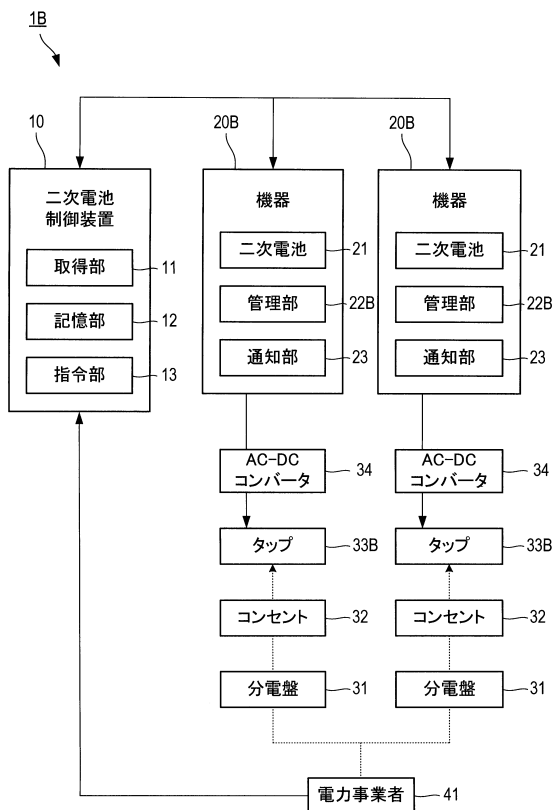 1B
10
20B
20B
二次電池
制御装置
機器
機器
取得部
11
二次電池
21
二次電池
21
記憶部
12
管理部
22B
管理部
22B
指令部
13
通知部
23
通知部
23
AC-DC
コンバータ
34
AC-DC
コンバータ
34
タップ
33B
タップ
33B
コンセント
32
コンセント
32
分電盤
31
分電盤
31
電力事業者
41